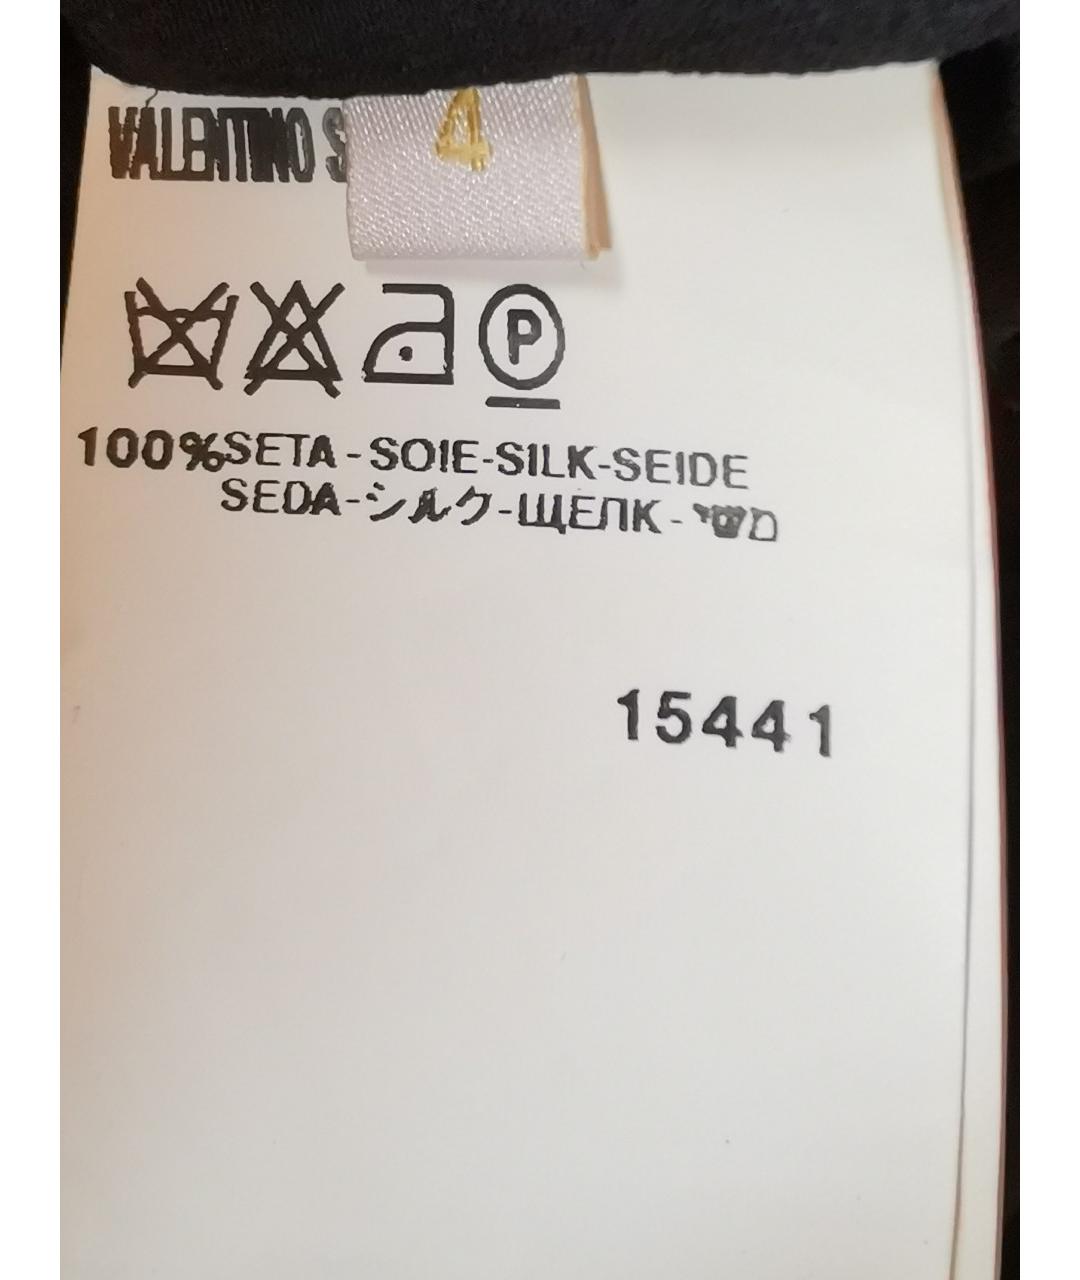 VALENTINO S
4
P
100%SETA-SOIE-SILK-SEIDE
SEDA-シルク-ЩЕЛК-
15441